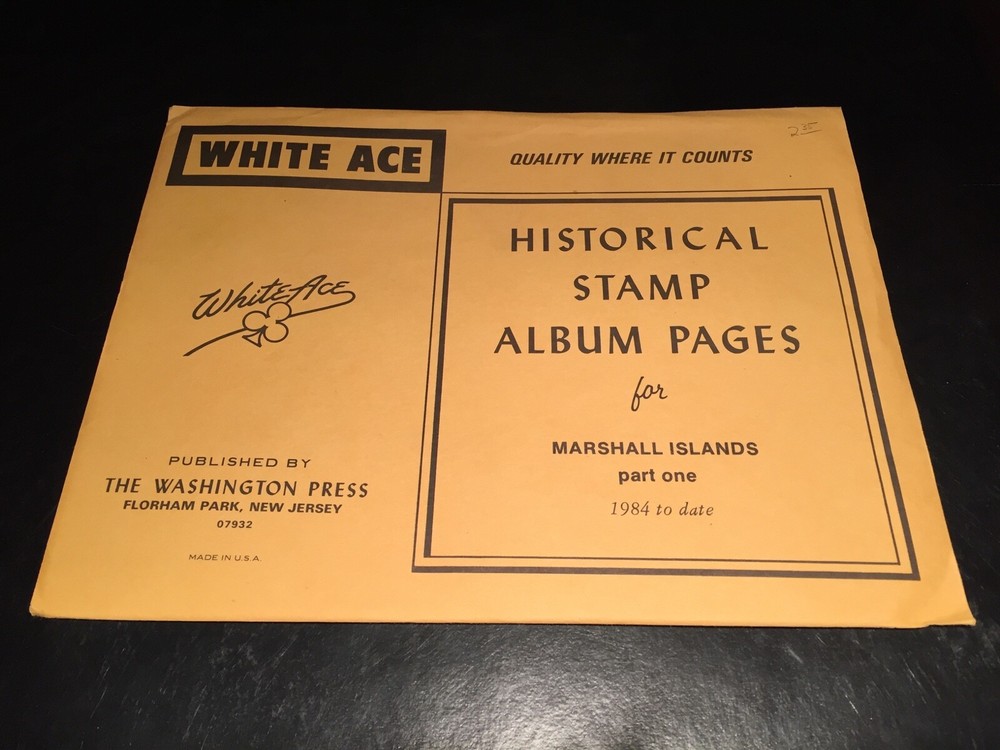 WHITE ACE
QUALITY WHERE IT COUNTS
White Ace
PUBLISHED BY
THE WASHINGTON PRESS
FLORHAM PARK, NEW JERSEY
07932
MADE IN U.S.A.
HISTORICAL
STAMP
ALBUM PAGES
for
MARSHALL ISLANDS
part one
1984 to date